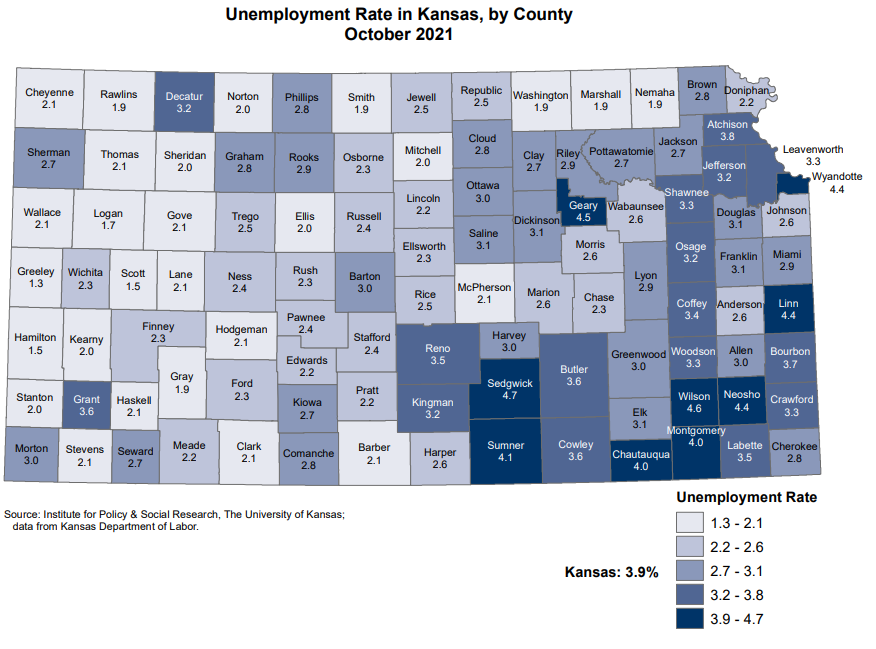 Unemployment Rate in Kansas, by County
October 2021
Cheyenne
2.1
Rawlins
1.9
Decatur
3.2
Norton
2.0
Phillips
2.8
Smith
1.9
Jewell
2.5
Republic
2.5
Washington
1.9
Marshall
1.9
Nemaha
1.9
Brown
2.8
Doniphan
2.2
Atchison
3.8
Sherman
2.7
Thomas
2.1
Sheridan
2.0
Graham
2.8
Rooks
2.9
Osborne
2.3
Mitchell
2.0
Cloud
2.8
Clay
2.7
Riley
2.9
Pottawatomie
2.7
Jackson
2.7
Jefferson
3.2
Leavenworth
3.3
Wyandotte
4.4
Wallace
2.1
Logan
1.7
Gove
2.1
Trego
2.5
Ellis
2.0
Russell
2.4
Lincoln
2.2
Ottawa
3.0
Saline
3.1
Dickinson
3.1
Geary
4.5
Wabaunsee
2.6
Shawnee
3.3
Douglas
3.1
Johnson
2.6
Greeley
1.3
Wichita
2.3
Scott
1.5
Lane
2.1
Ness
2.4
Rush
2.3
Barton
3.0
Ellsworth
2.3
Rice
2.5
McPherson
2.1
Marion
2.6
Morris
2.6
Chase
2.3
Lyon
2.9
Osage
3.2
Franklin
3.1
Miami
2.9
Coffey
3.4
Anderson
2.6
Linn
4.4
Hamilton
1.5
Kearny
2.0
Finney
2.3
Hodgeman
2.1
Pawnee
2.4
Stafford
2.4
Edwards
2.2
Reno
3.5
Harvey
3.0
Butler
3.6
Greenwood
3.0
Woodson
3.3
Allen
3.0
Bourbon
3.7
Stanton
2.0
Grant
3.6
Haskell
2.1
Gray
1.9
Ford
2.3
Kiowa
2.7
Pratt
2.2
Kingman
3.2
Sedgwick
4.7
Elk
3.1
Wilson
4.6
Neosho
4.4
Crawford
3.3
Morton
3.0
Stevens
2.1
Seward
2.7
Meade
2.2
Clark
2.1
Comanche
2.8
Barber
2.1
Harper
2.6
Sumner
4.1
Cowley
3.6
Chautauqua
4.0
Montgomery
4.0
Labette
3.5
Cherokee
2.8
Source: Institute for Policy & Social Research, The University of Kansas;
data from Kansas Department of Labor.
Kansas: 3.9%
Unemployment Rate
1.3 - 2.1
2.2 - 2.6
2.7 - 3.1
3.2 - 3.8
3.9 - 4.7